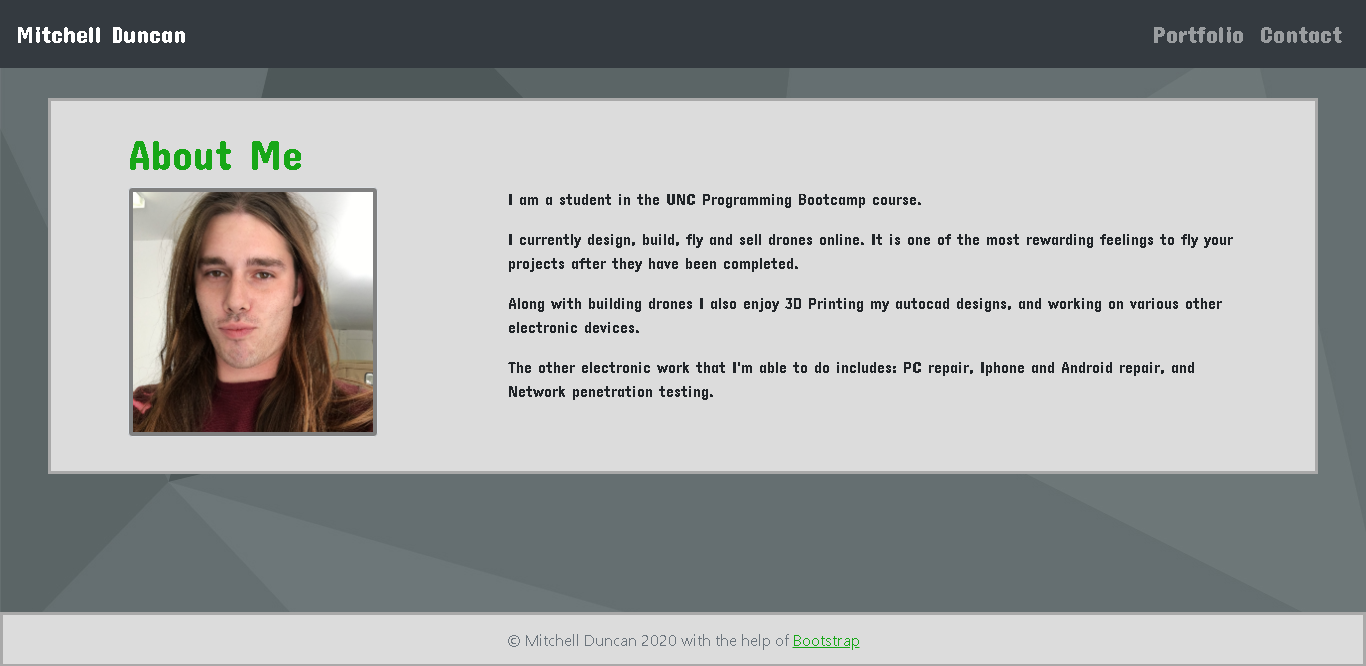 Mitchell Duncan
Portfolio Contact
About Me
I am a student in the UNC Programming Bootcamp course.
I currently design, build, fly and sell drones online. It is one of the most rewarding feelings to fly your
projects after they have been completed.
Along with building drones I also enjoy 3D Printing my autocad designs, and working on various other
electronic devices.
The other electronic work that I'm able to do includes: PC repair, Iphone and Android repair, and
Network penetration testing.
© Mitchell Duncan 2020 with the help of Bootstrap